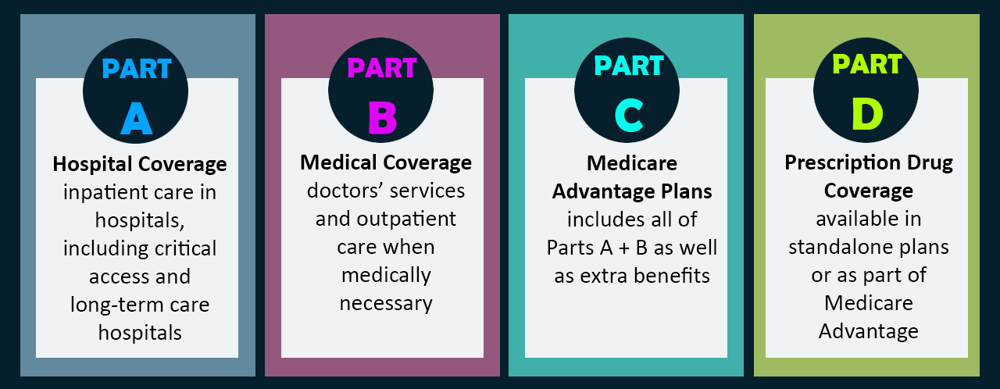 PART
A
Hospital Coverage
inpatient care in
hospitals,
including critical
access and
long-term care
hospitals
PART
B
Medical Coverage
doctors’ services
and outpatient
care when
medically
necessary
PART
C
Medicare
Advantage Plans
includes all of
Parts A + B as well
as extra benefits
PART
D
Prescription Drug
Coverage
available in
standalone plans
or as part of
Medicare
Advantage